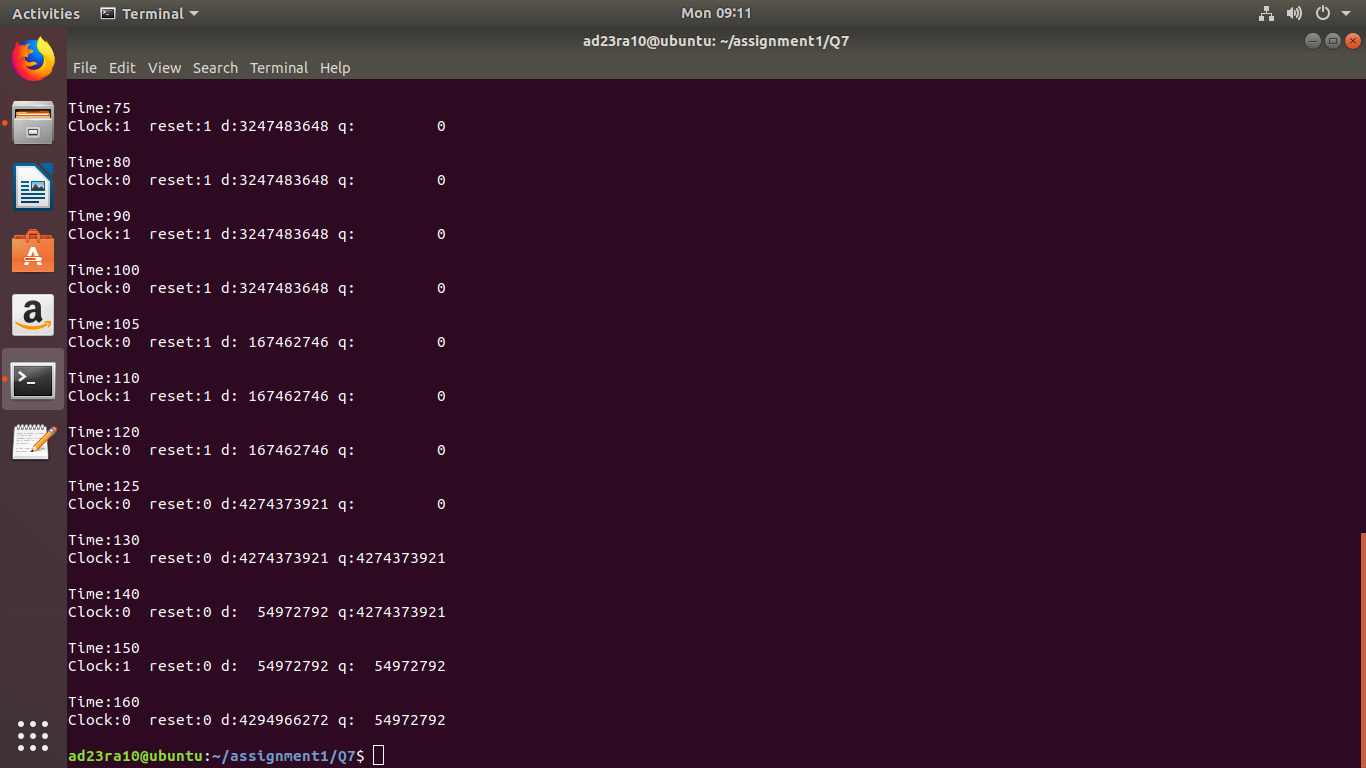 Activities Terminal Mon 09:11
ad23ra10@ubuntu: ~/assignment1/Q7
File Edit View Search Terminal Help
Time:75
Clock:1  reset:1 d:3247483648 q:         0
Time:80
Clock:0  reset:1 d:3247483648 q:         0
Time:90
Clock:1  reset:1 d:3247483648 q:         0
Time:100
Clock:0  reset:1 d:3247483648 q:         0
Time:105
Clock:0  reset:1 d: 167462746 q:         0
Time:110
Clock:1  reset:1 d: 167462746 q:         0
Time:120
Clock:0  reset:1 d: 167462746 q:         0
Time:125
Clock:0  reset:0 d:4274373921 q:         0
Time:130
Clock:1  reset:0 d:4274373921 q:4274373921
Time:140
Clock:0  reset:0 d:  54972792 q:4274373921
Time:150
Clock:1  reset:0 d:  54972792 q:  54972792
Time:160
Clock:0  reset:0 d:4294966272 q:  54972792
ad23ra10@ubuntu:~/assignment1/Q7$